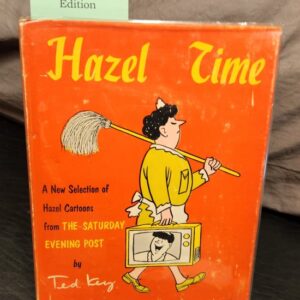 Edition
Hazel Time
A New Selection of
Hazel Cartoons
from THE SATURDAY
EVENING POST
by
Ted Key